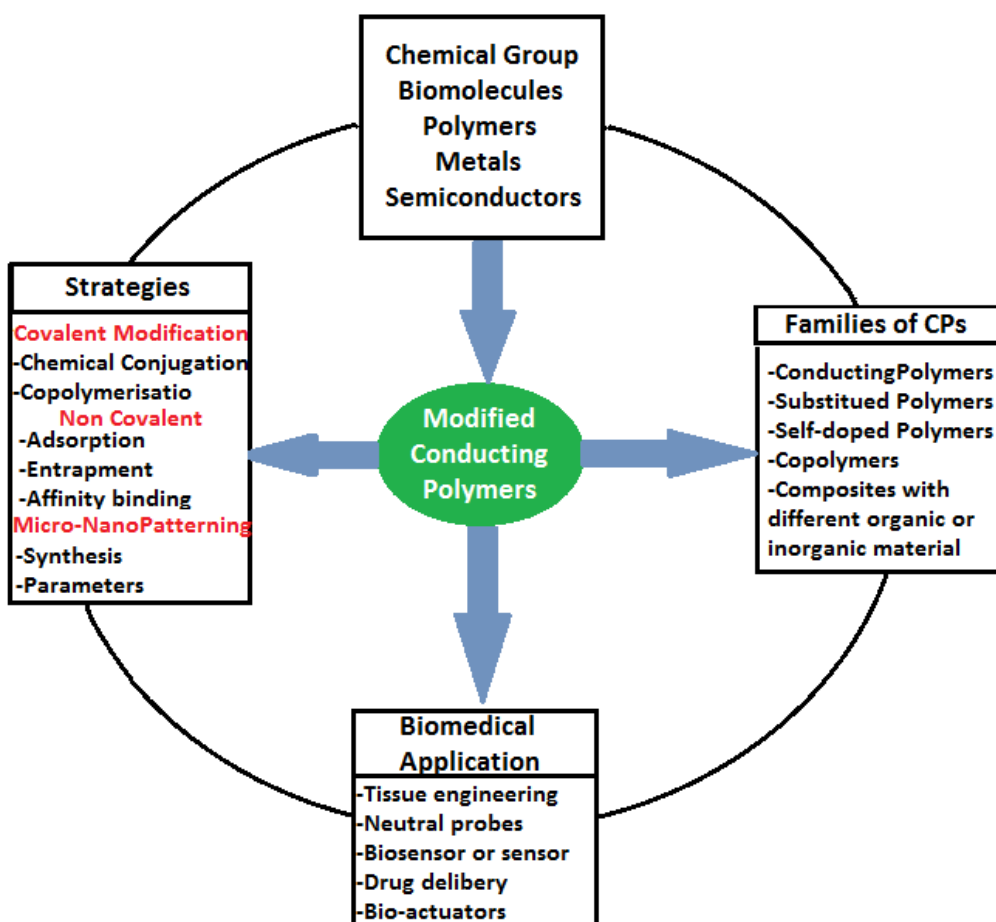 Chemical Group
Biomolecules
Polymers
Metals
Semiconductors
Strategies
Covalent Modification
-Chemical Conjugation
-Copolymerisatio
Non Covalent
-Adsorption
-Entrapment
-Affinity binding
Micro-NanoPatterning
-Synthesis
-Parameters
Modified
Conducting
Polymers
Families of CPs
-ConductingPolymers
-Substitued Polymers
-Self-doped Polymers
-Copolymers
-Composites with
different organic or
inorganic material
Biomedical
Application
-Tissue engineering
-Neutral probes
-Biosensor or sensor
-Drug delibery
-Bio-actuators